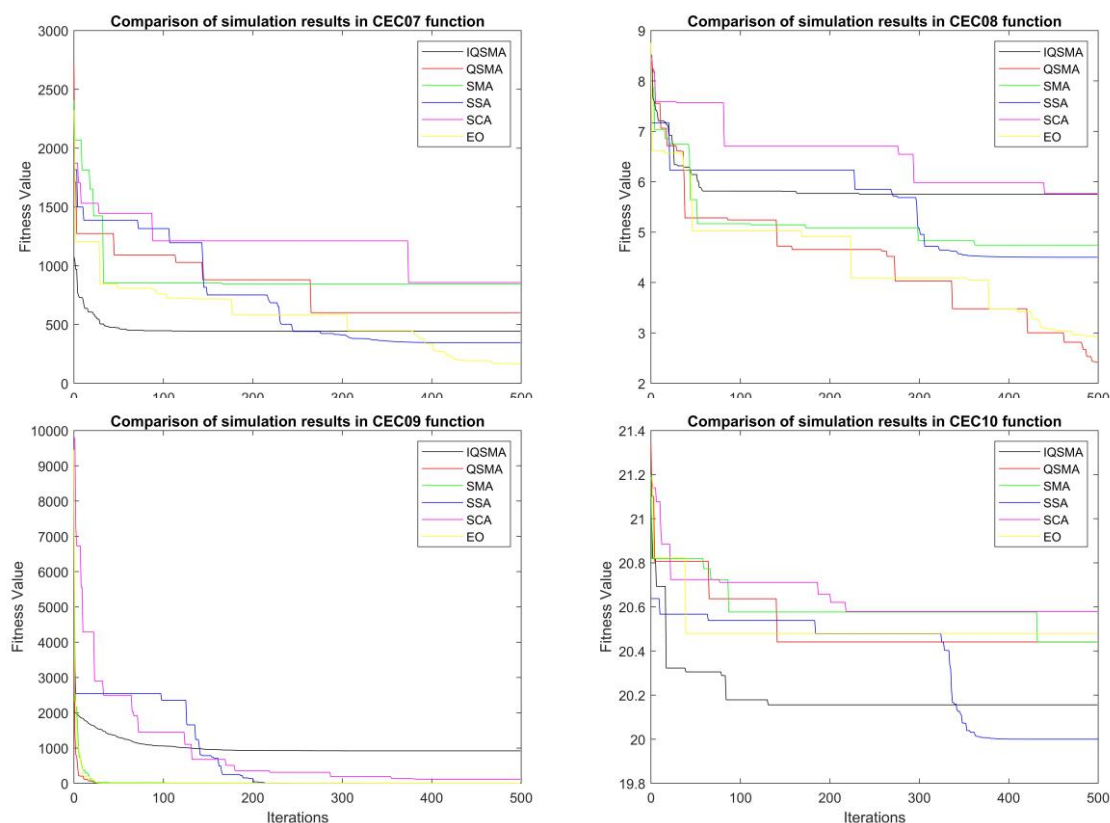 Comparison of simulation results in CEC07 function
3000
2500
2000
1500
1000
500
0
Fitness Value
IQSMA
QSMA
SMA
SSA
SCA
EO
0 100 200 300 400 500
Comparison of simulation results in CEC08 function
9
8
7
6
5
4
3
2
Fitness Value
IQSMA
QSMA
SMA
SSA
SCA
EO
0 100 200 300 400 500
Comparison of simulation results in CEC09 function
10000
9000
8000
7000
6000
5000
4000
3000
2000
1000
0
Fitness Value
IQSMA
QSMA
SMA
SSA
SCA
EO
0 100 200 300 400 500
Iterations
Comparison of simulation results in CEC10 function
21.4
21.2
21
20.8
20.6
20.4
20.2
20
19.8
Fitness Value
IQSMA
QSMA
SMA
SSA
SCA
EO
0 100 200 300 400 500
Iterations